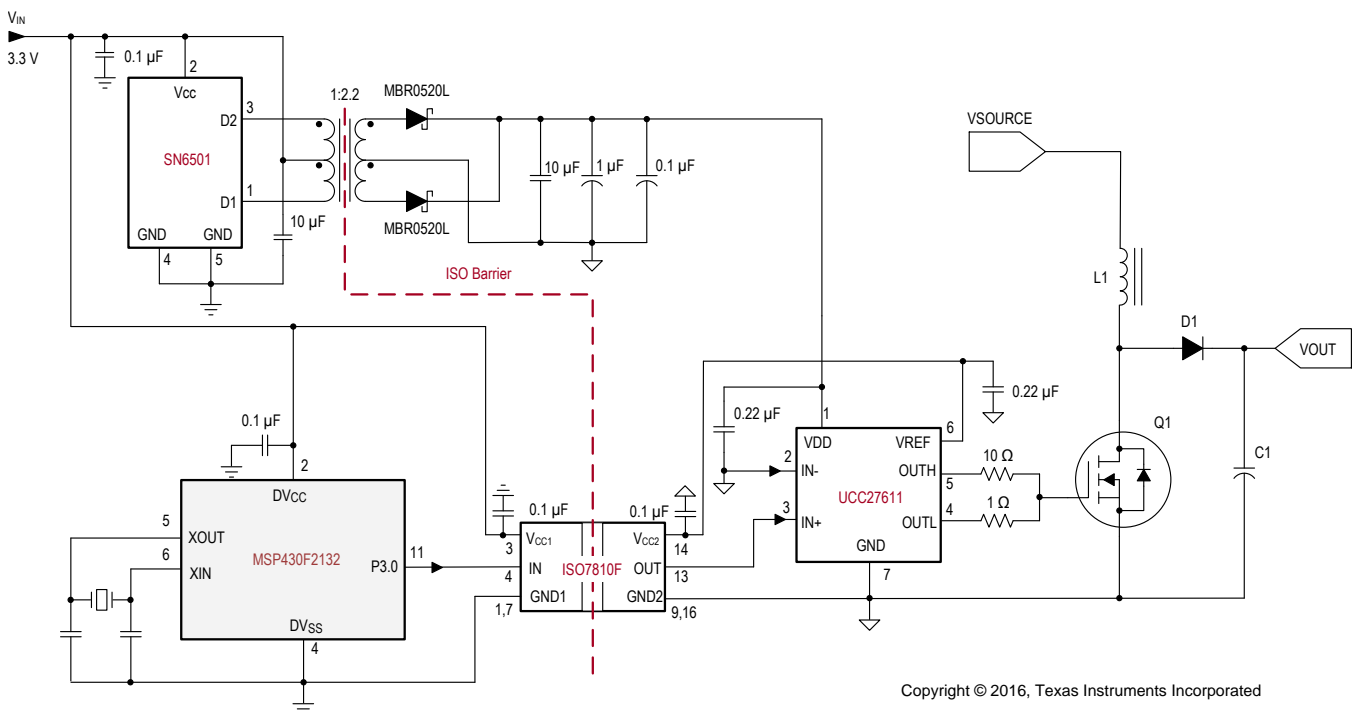 VIN
3.3 V
0.1 µF
2
Vcc
D2
3
SN6501
D1
1
GND
GND
4
5
10 µF
1:2.2
MBR0520L
MBR0520L
10 µF
1 µF
0.1 µF
ISO Barrier
VSOURCE
L1
D1
VOUT
Q1
C1
0.1 µF
2
DVCC
5
XOUT
6
XIN
MSP430F2132
P3.0
11
DVSS
4
0.1 µF
VCC1
3
IN
4
GND1
1,7
ISO7810F
0.1 µF
VCC2
14
OUT
13
GND2
9,16
0.22 µF
0.22 µF
1
VDD
VREF
6
2
IN-
OUTH
5
10 Ω
UCC27611
3
IN+
OUTL
4
1 Ω
GND
7
Copyright © 2016, Texas Instruments Incorporated